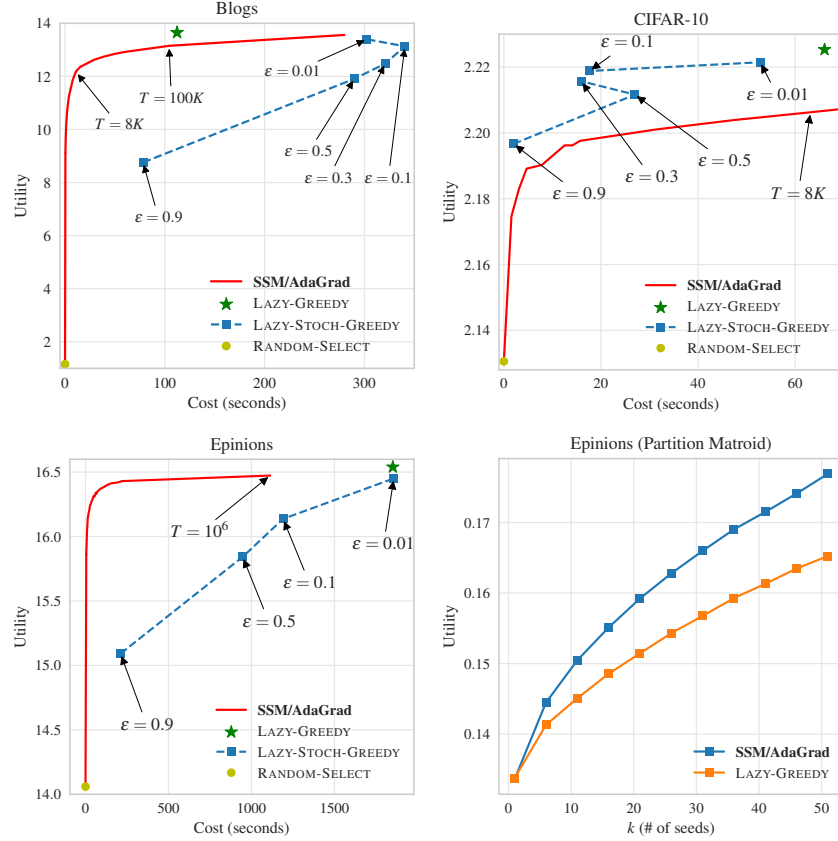 Blogs
14
12
10
8
6
4
2
Utility
0
100
200
300
Cost (seconds)
T = 8K
T = 100K
ε = 0.01
ε = 0.5
ε = 0.3
ε = 0.1
ε = 0.9
SSM/AdaGrad
LAZY-GREEDY
LAZY-STOCH-GREEDY
RANDOM-SELECT
CIFAR-10
2.22
2.20
2.18
2.16
2.14
Utility
0
20
40
60
Cost (seconds)
ε = 0.1
ε = 0.01
ε = 0.5
ε = 0.3
ε = 0.9
T = 8K
SSM/AdaGrad
LAZY-GREEDY
LAZY-STOCH-GREEDY
RANDOM-SELECT
Epinions
16.5
16.0
15.5
15.0
14.5
14.0
Utility
0
500
1000
1500
Cost (seconds)
T = 10⁶
ε = 0.01
ε = 0.1
ε = 0.5
ε = 0.9
SSM/AdaGrad
LAZY-GREEDY
LAZY-STOCH-GREEDY
RANDOM-SELECT
Epinions (Partition Matroid)
0.17
0.16
0.15
0.14
Utility
0
10
20
30
40
50
k (# of seeds)
SSM/AdaGrad
LAZY-GREEDY